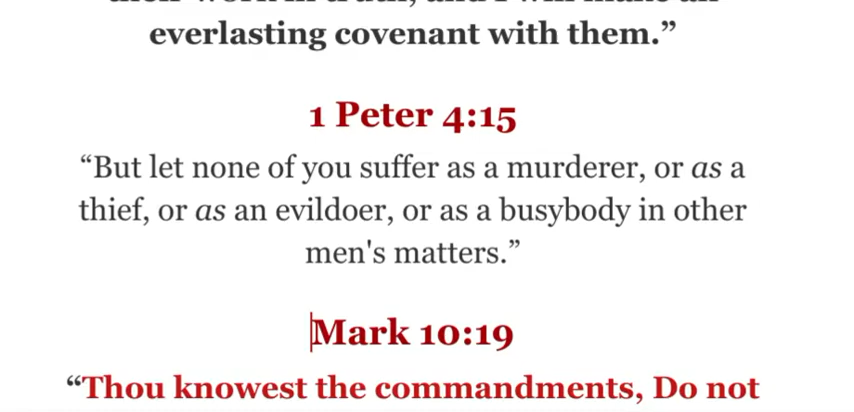 everlasting covenant with them.”
1 Peter 4:15
“But let none of you suffer as a murderer, or as a
thief, or as an evildoer, or as a busybody in other
men's matters.”
Mark 10:19
“Thou knowest the commandments, Do not